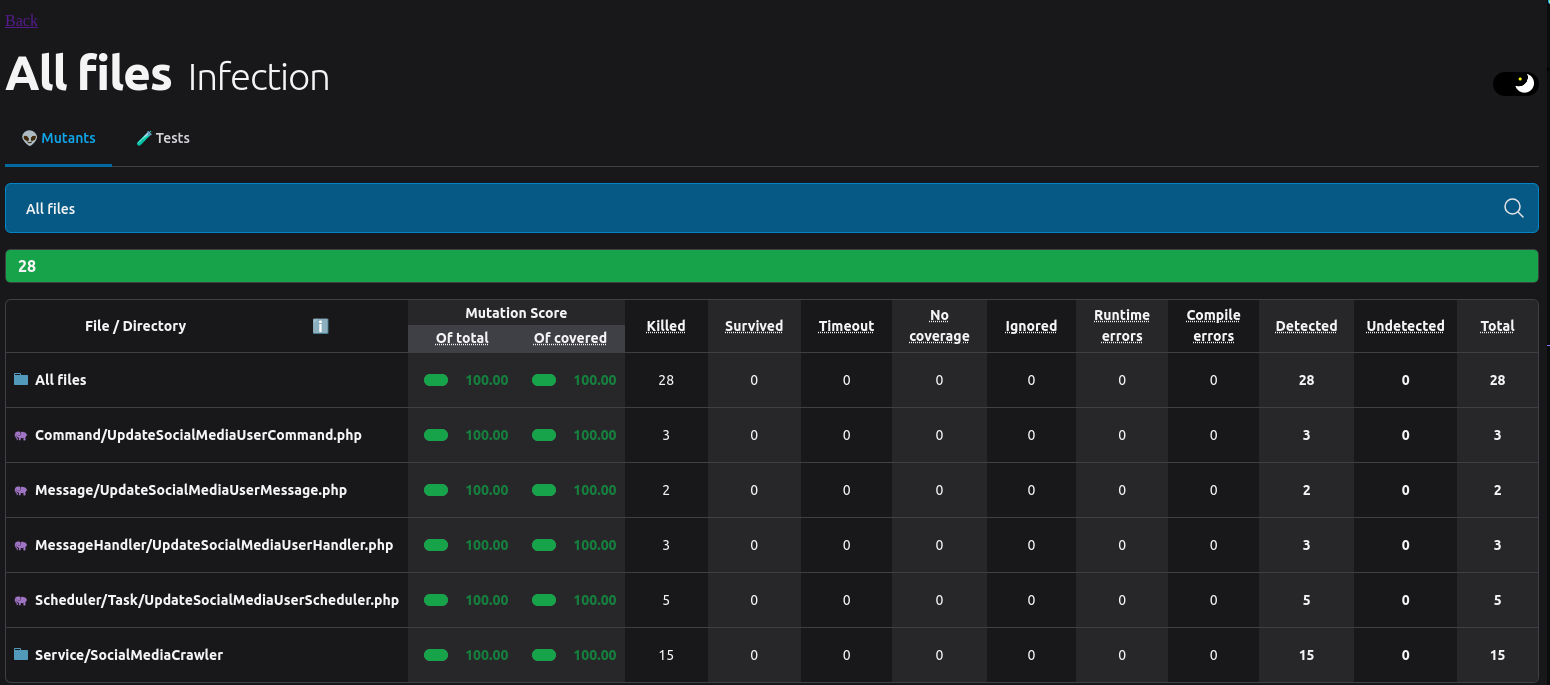 Back
All files Infection
👽 Mutants 🧪 Tests
All files
28
File / Directory ℹ️ Mutation Score Of total Of covered Killed Survived Timeout No coverage Ignored Runtime errors Compile errors Detected Undetected Total
All files 100.00 100.00 28 0 0 0 0 0 0 28 0 28
Command/UpdateSocialMediaUserCommand.php 100.00 100.00 3 0 0 0 0 0 0 3 0 3
Message/UpdateSocialMediaUserMessage.php 100.00 100.00 2 0 0 0 0 0 0 2 0 2
MessageHandler/UpdateSocialMediaUserHandler.php 100.00 100.00 3 0 0 0 0 0 0 3 0 3
Scheduler/Task/UpdateSocialMediaUserScheduler.php 100.00 100.00 5 0 0 0 0 0 0 5 0 5
Service/SocialMediaCrawler 100.00 100.00 15 0 0 0 0 0 0 15 0 15